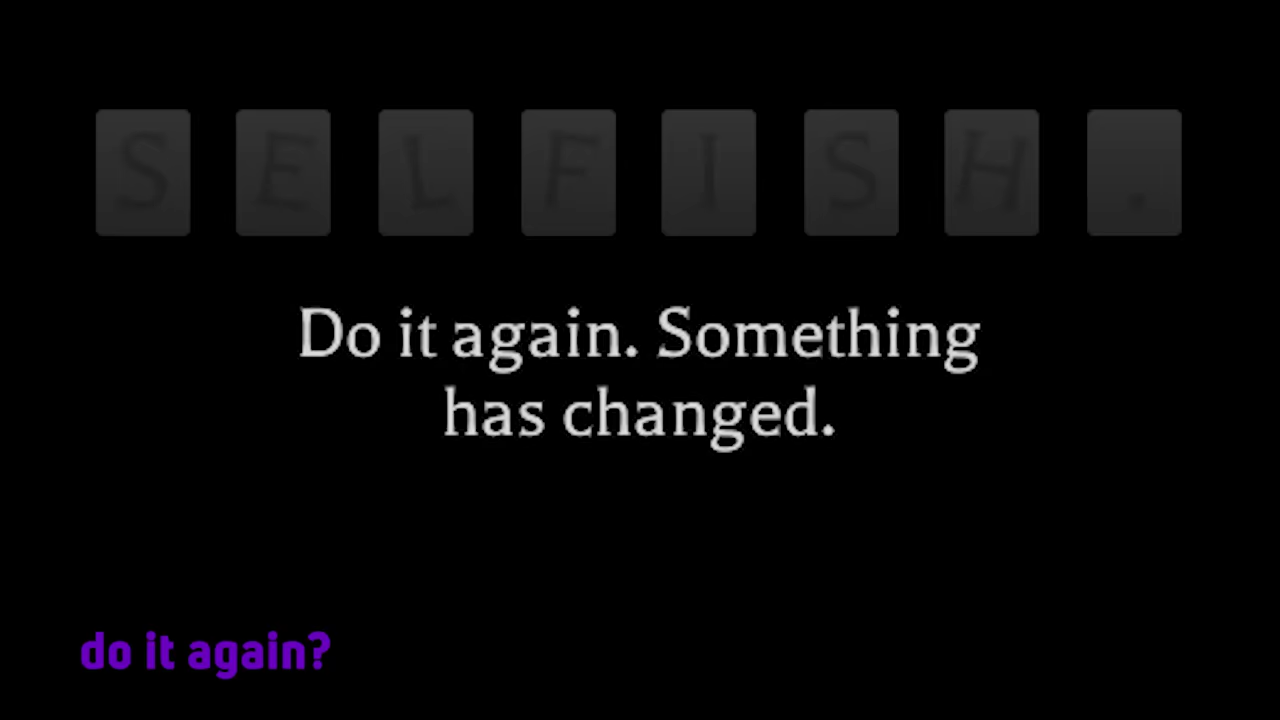 S E L F I S H .
Do it again. Something
has changed.
do it again?